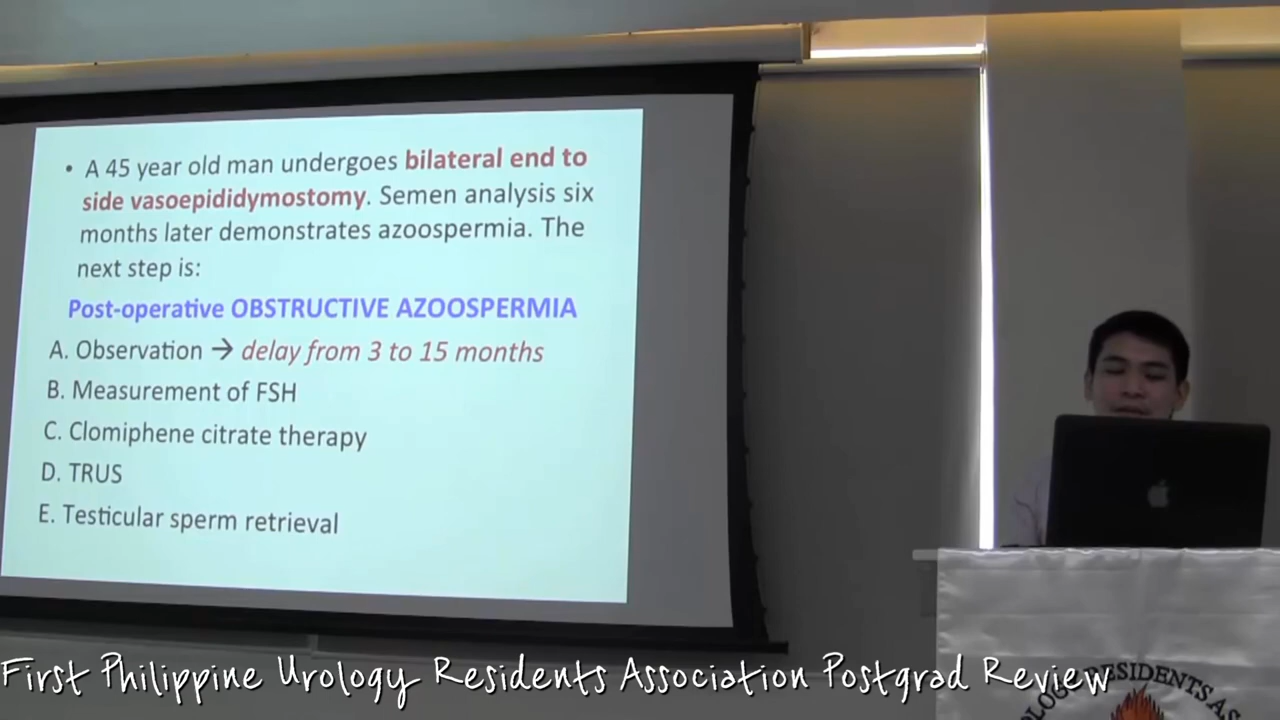 • A 45 year old man undergoes bilateral end to
side vasoepididymostomy. Semen analysis six
months later demonstrates azoospermia. The
next step is:
Post-operative OBSTRUCTIVE AZOOSPERMIA
A. Observation → delay from 3 to 15 months
B. Measurement of FSH
C. Clomiphene citrate therapy
D. TRUS
E. Testicular sperm retrieval
First Philippine Urology Residents Association Postgrad Review